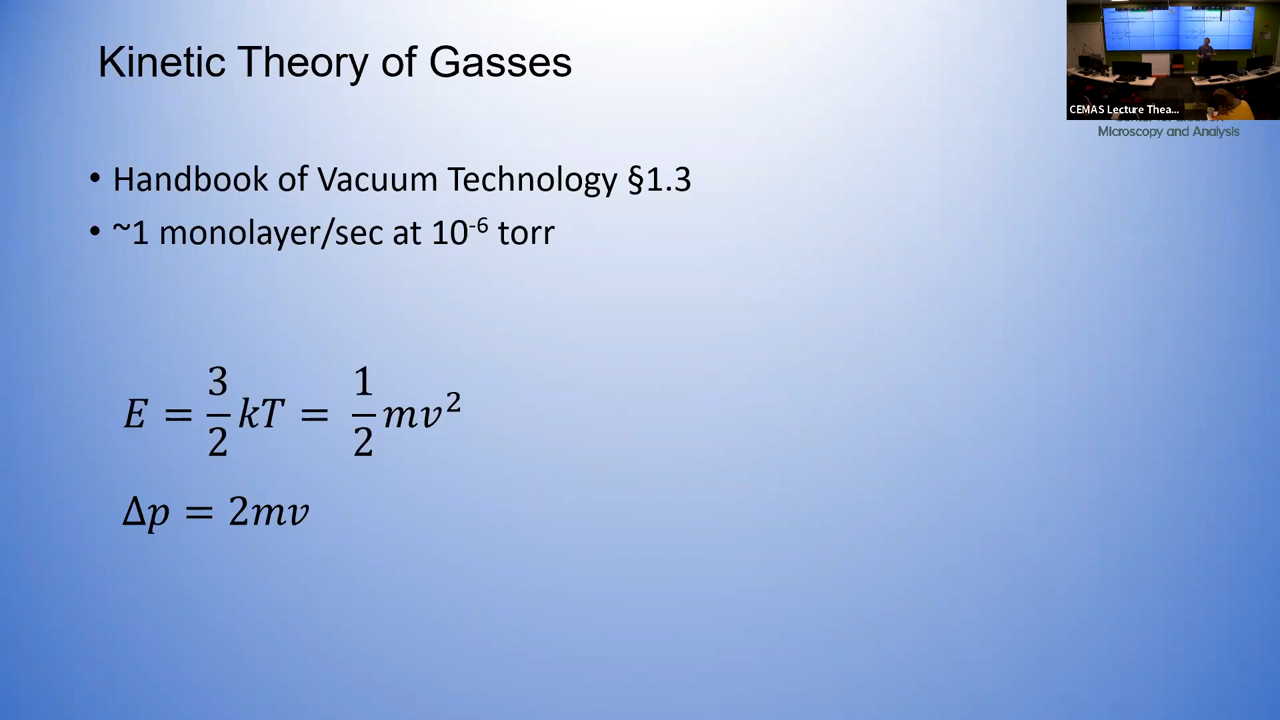 Kinetic Theory of Gasses
CEMAS Lecture Thea...
Microscopy and Analysis
• Handbook of Vacuum Technology §1.3
• ~1 monolayer/sec at 10⁻⁶ torr
E = 3/2 kT = 1/2 mv²
Δp = 2mv